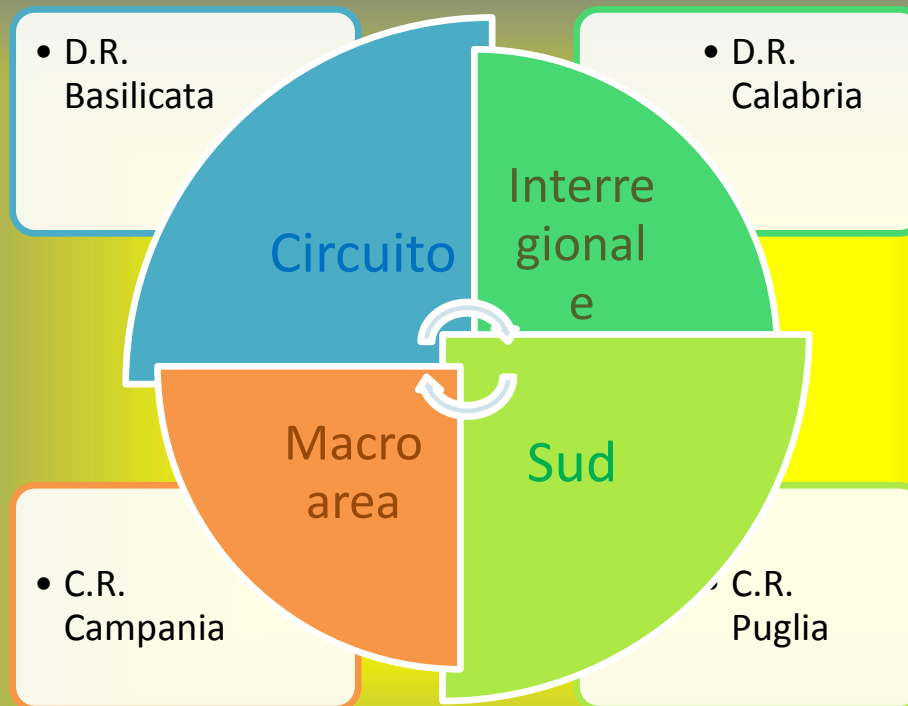 • D.R.
Basilicata
• D.R.
Calabria
Circuito
Interre
gional
e
Macro
area
Sud
• C.R.
Campania
• C.R.
Puglia